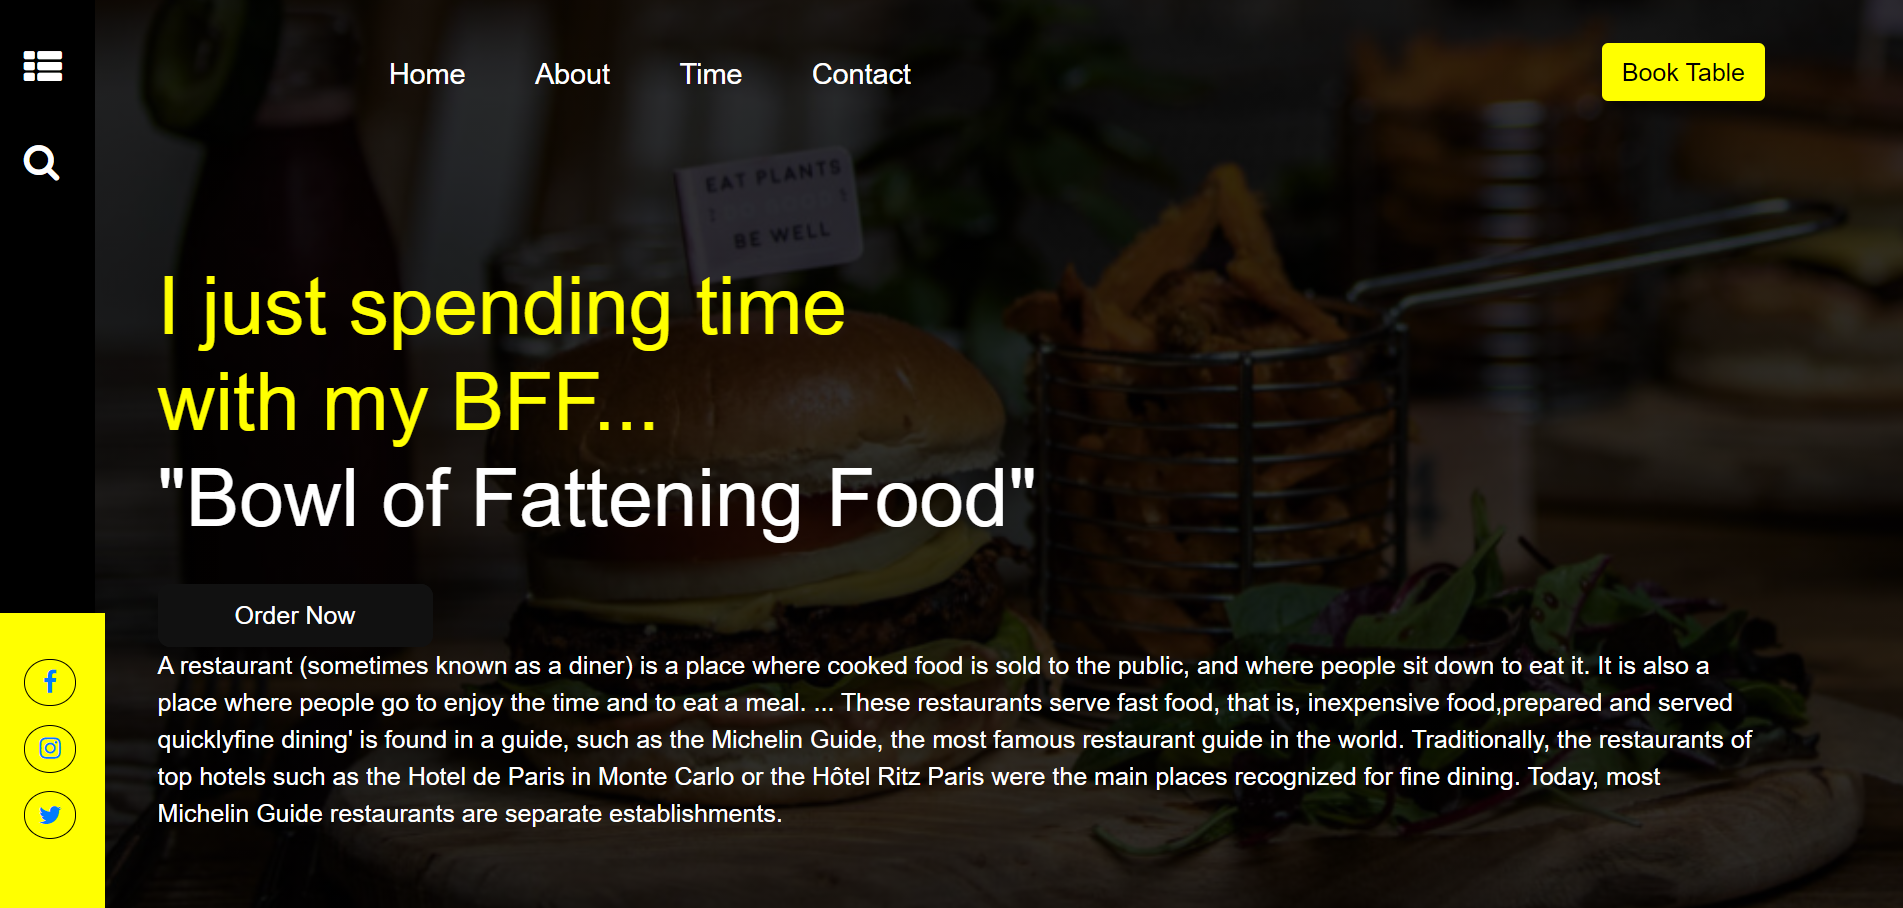 Home About Time Contact Book Table
EAT PLANTS
BE WELL
I just spending time
with my BFF...
"Bowl of Fattening Food"
Order Now
A restaurant (sometimes known as a diner) is a place where cooked food is sold to the public, and where people sit down to eat it. It is also a
place where people go to enjoy the time and to eat a meal. ... These restaurants serve fast food, that is, inexpensive food,prepared and served
quicklyfine dining' is found in a guide, such as the Michelin Guide, the most famous restaurant guide in the world. Traditionally, the restaurants of
top hotels such as the Hotel de Paris in Monte Carlo or the Hôtel Ritz Paris were the main places recognized for fine dining. Today, most
Michelin Guide restaurants are separate establishments.